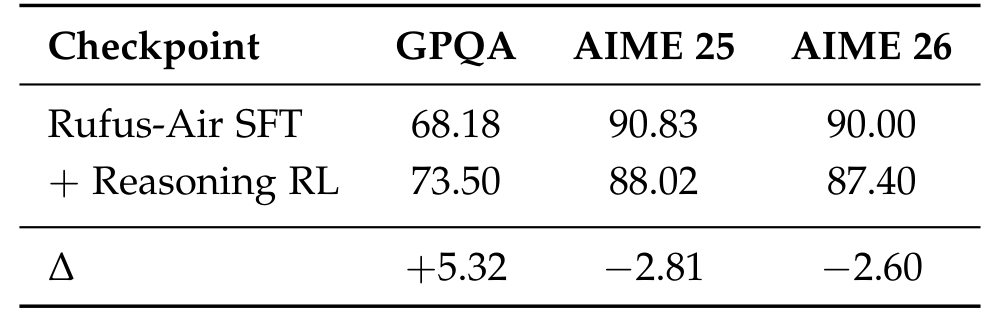 Checkpoint GPQA AIME 25 AIME 26
Rufus-Air SFT 68.18 90.83 90.00
+ Reasoning RL 73.50 88.02 87.40
Δ +5.32 −2.81 −2.60